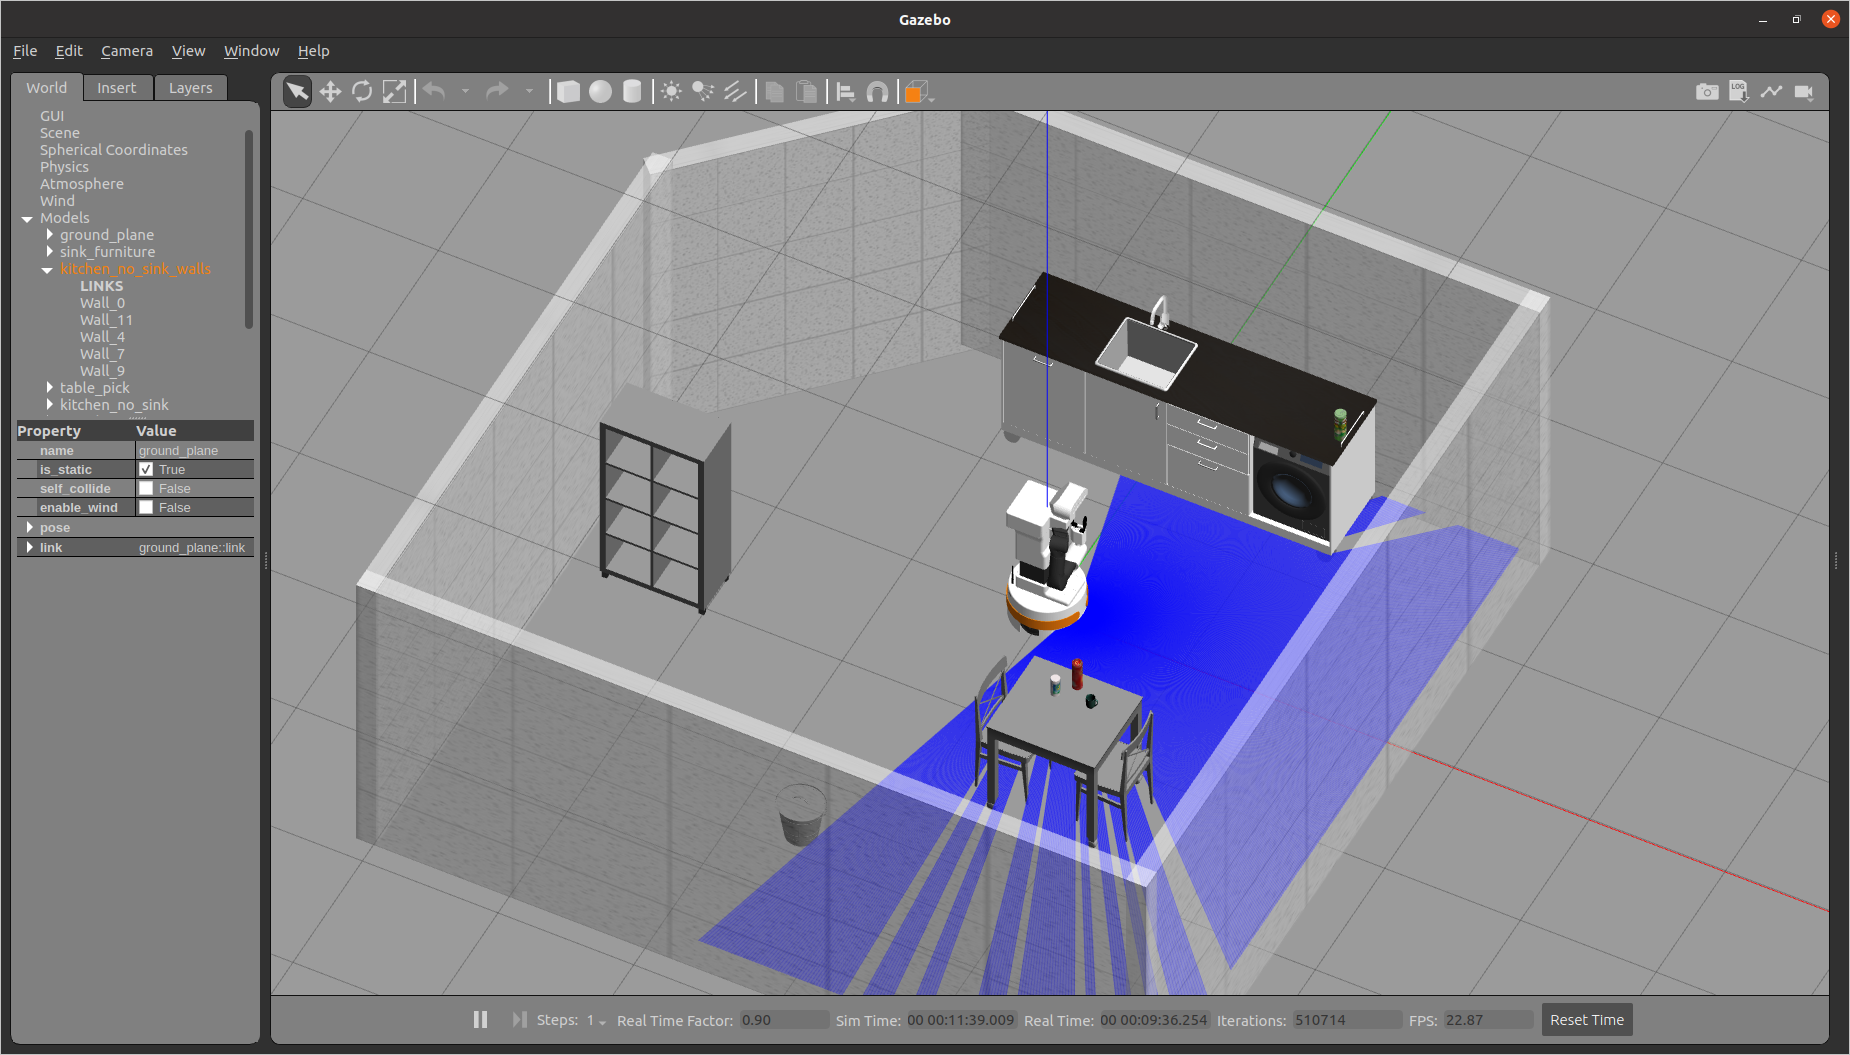 Gazebo
File Edit Camera View Window Help
World Insert Layers
LOG
GUI
Scene
Spherical Coordinates
Physics
Atmosphere
Wind
Models
ground_plane
sink_furniture
kitchen_no_sink_walls
LINKS
Wall_0
Wall_11
Wall_4
Wall_7
Wall_9
table_pick
kitchen_no_sink
Property Value
name ground_plane
is_static True
self_collide False
enable_wind False
pose
link ground_plane::link
Steps: 1 Real Time Factor: 0.90 Sim Time: 00 00:11:39.009 Real Time: 00 00:09:36.254 Iterations: 510714 FPS: 22.87 Reset Time